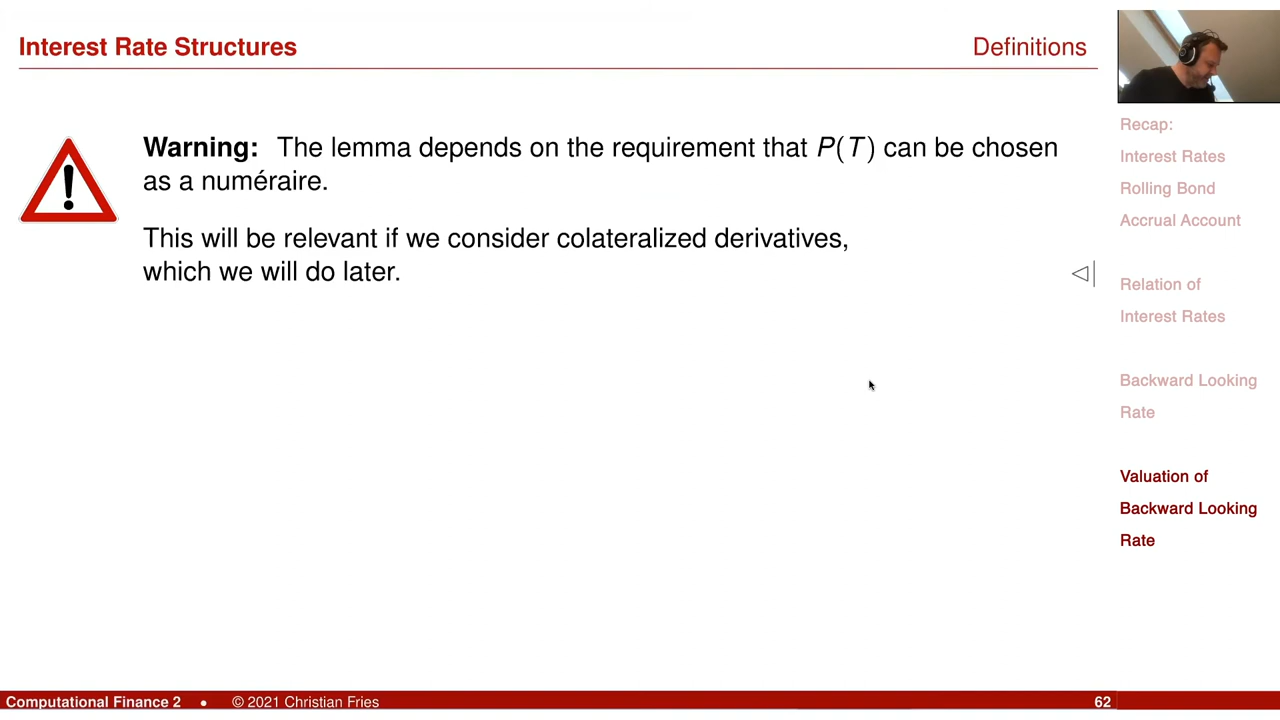 Interest Rate Structures
Definitions
Warning: The lemma depends on the requirement that P(T) can be chosen
as a numéraire.
This will be relevant if we consider colateralized derivatives,
which we will do later.
Recap:
Interest Rates
Rolling Bond
Accrual Account
Relation of
Interest Rates
Backward Looking
Rate
Valuation of
Backward Looking
Rate
Computational Finance 2 • © 2021 Christian Fries
62